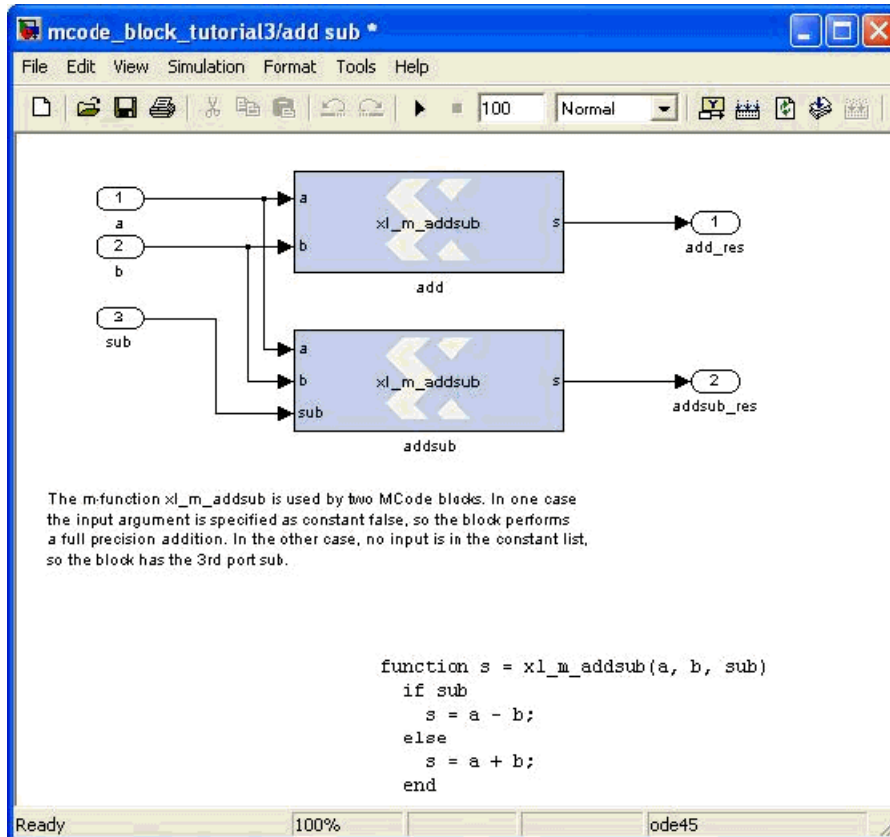 mcode_block_tutorial3/add sub *
File Edit View Simulation Format Tools Help
100 Normal
1
a
2
b
3
sub
a
b
xl_m_addsub
s
add
1
add_res
a
b
sub
xl_m_addsub
s
addsub
2
addsub_res
The m-function xl_m_addsub is used by two MCode blocks. In one case
the input argument is specified as constant false, so the block performs
a full precision addition. In the other case, no input is in the constant list,
so the block has the 3rd port sub.
function s = xl_m_addsub(a, b, sub)
if sub
s = a - b;
else
s = a + b;
end
Ready 100% ode45